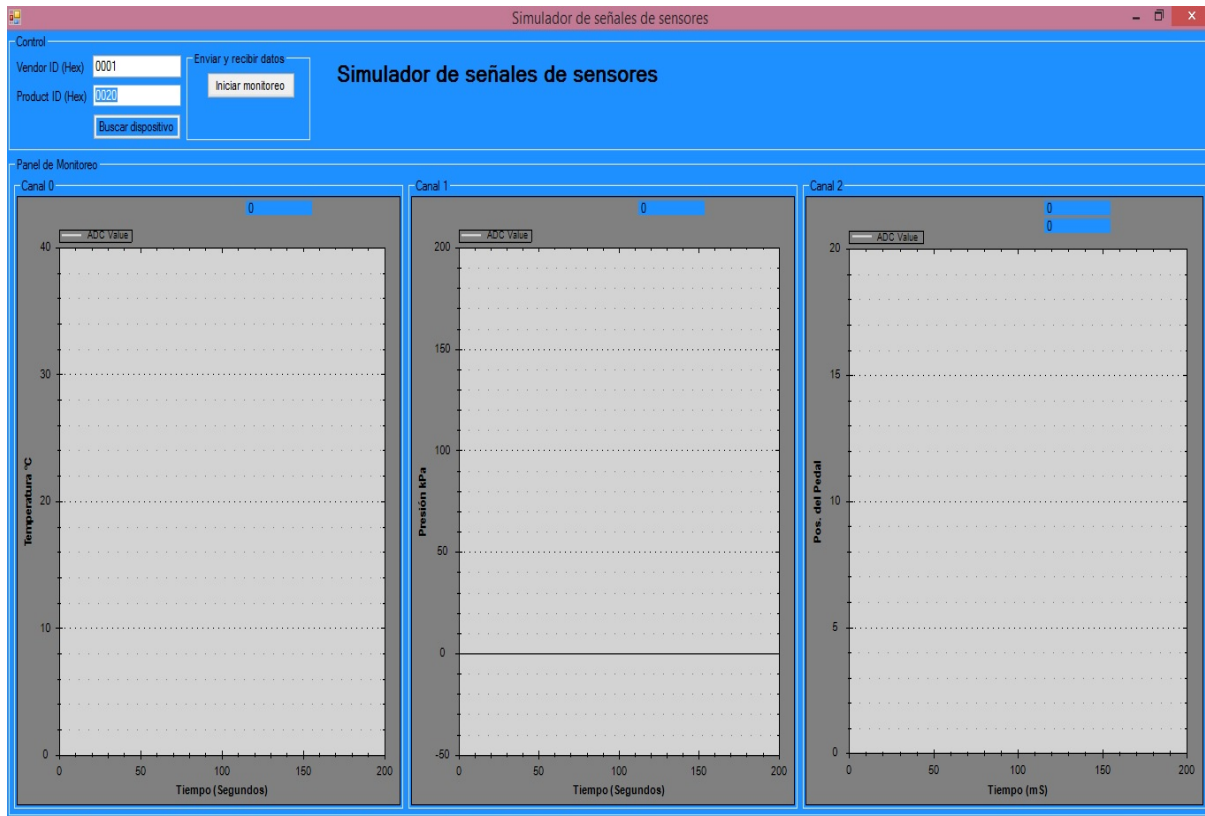 Simulador de señales de sensores
Control
Vendor ID (Hex) 0001
Product ID (Hex) 0020
Buscar dispositivo
Enviar y recibir datos
Iniciar monitoreo
Simulador de señales de sensores
Panel de Monitoreo
Canal 0
0
ADC Value
40
30
20
10
0
Temperatura °C
0 50 100 150 200
Tiempo (Segundos)
Canal 1
0
ADC Value
200
150
100
50
0
-50
Presión kPa
0 50 100 150 200
Tiempo (Segundos)
Canal 2
0
0
ADC Value
20
15
10
5
0
Pos. del Pedal
0 50 100 150 200
Tiempo (mS)